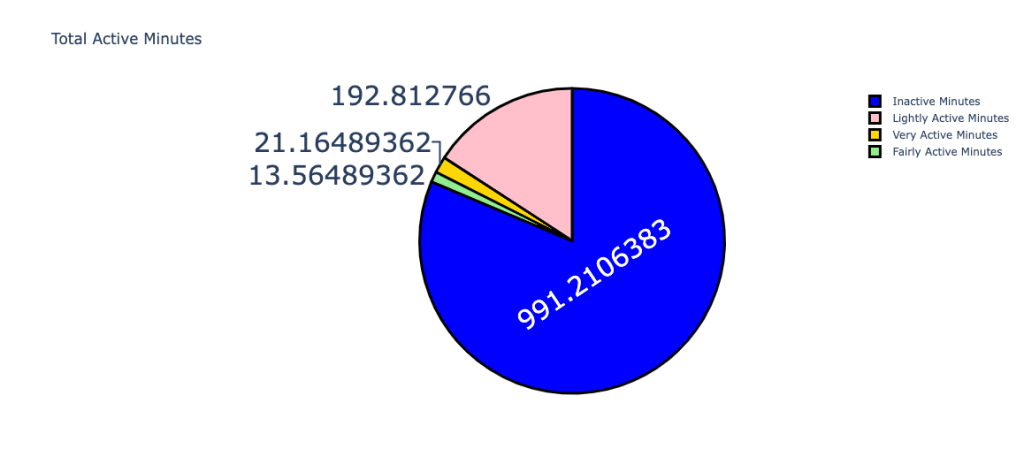 Total Active Minutes
192.812766
21.16489362
13.56489362
991.2106383
Inactive Minutes
Lightly Active Minutes
Very Active Minutes
Fairly Active Minutes